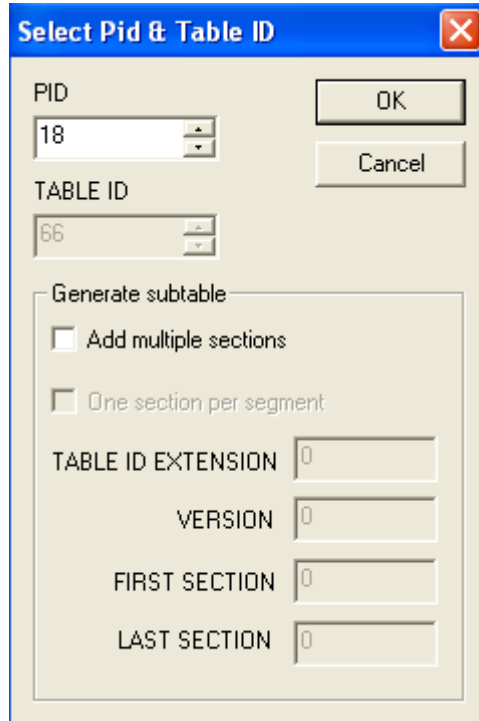 Select Pid & Table ID
PID
OK
18
Cancel
TABLE ID
66
Generate subtable
Add multiple sections
One section per segment
TABLE ID EXTENSION 0
VERSION 0
FIRST SECTION 0
LAST SECTION 0